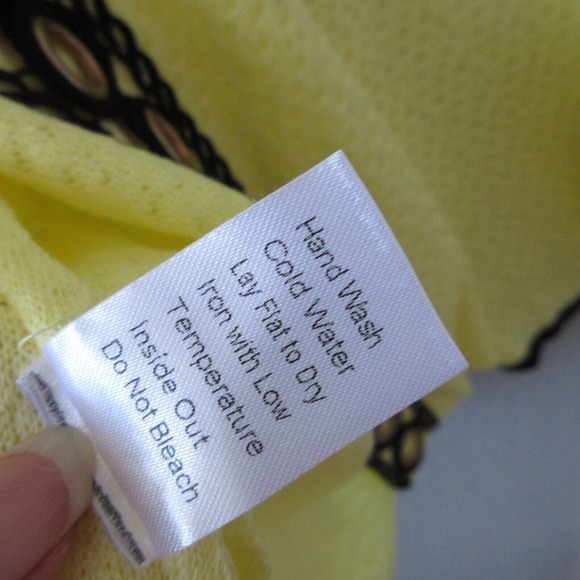 Hand Wash
Cold Water
Lay Flat to Dry
Iron with Low
Temperature
Inside Out
Do Not Bleach